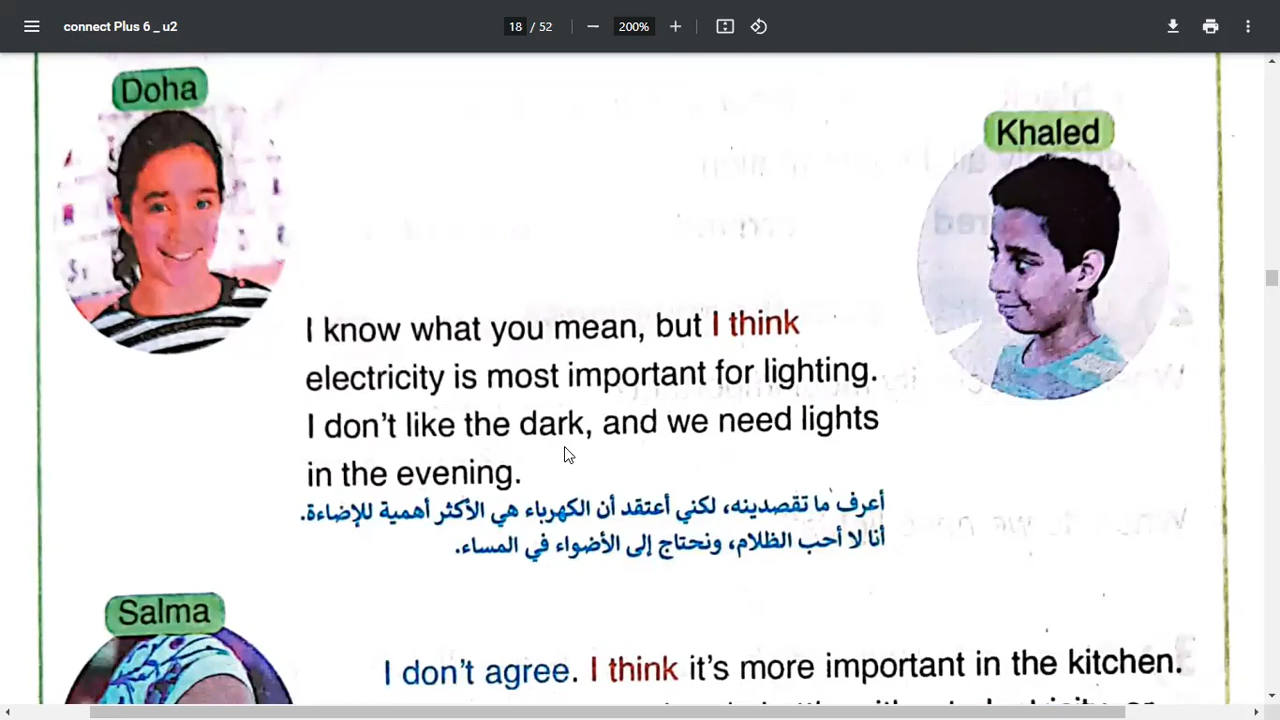 connect Plus 6 _ u2
18 / 52
200%
Doha
Khaled
I know what you mean, but I think
electricity is most important for lighting.
I don't like the dark, and we need lights
in the evening.
أعرف ما تقصدينه، لكني أعتقد أن الكهرباء هي الأكثر أهمية للإضاءة.
أنا لا أحب الظلام، ونحتاج إلى الأضواء في المساء.
Salma
I don't agree. I think it's more important in the kitchen.